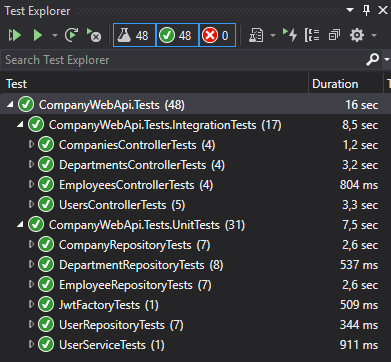 Test Explorer
48 48 0
Search Test Explorer
Test Duration
CompanyWebApi.Tests (48) 16 sec
CompanyWebApi.Tests.IntegrationTests (17) 8,5 sec
CompaniesControllerTests (4) 1,2 sec
DepartmentsControllerTests (4) 3,2 sec
EmployeesControllerTests (4) 804 ms
UsersControllerTests (5) 3,3 sec
CompanyWebApi.Tests.UnitTests (31) 7,5 sec
CompanyRepositoryTests (7) 2,6 sec
DepartmentRepositoryTests (8) 537 ms
EmployeeRepositoryTests (7) 2,6 sec
JwtFactoryTests (1) 509 ms
UserRepositoryTests (7) 344 ms
UserServiceTests (1) 911 ms